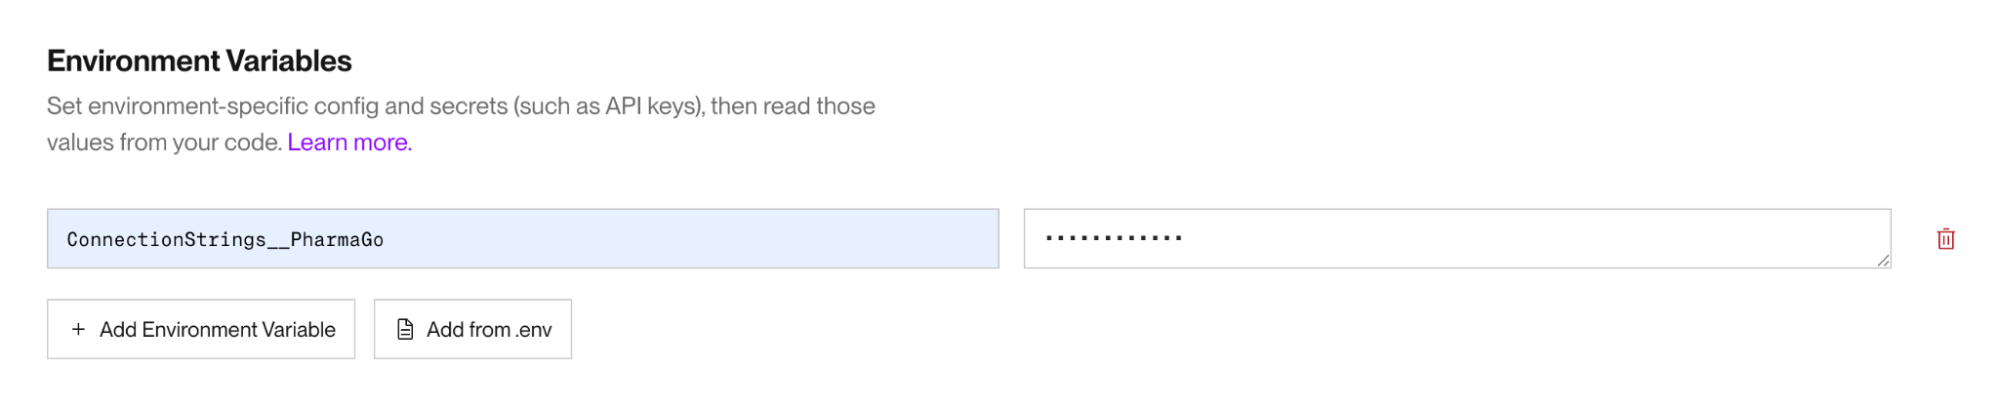 Environment Variables
Set environment-specific config and secrets (such as API keys), then read those
values from your code. Learn more.
ConnectionStrings__PharmaGo
············
+ Add Environment Variable
Add from .env